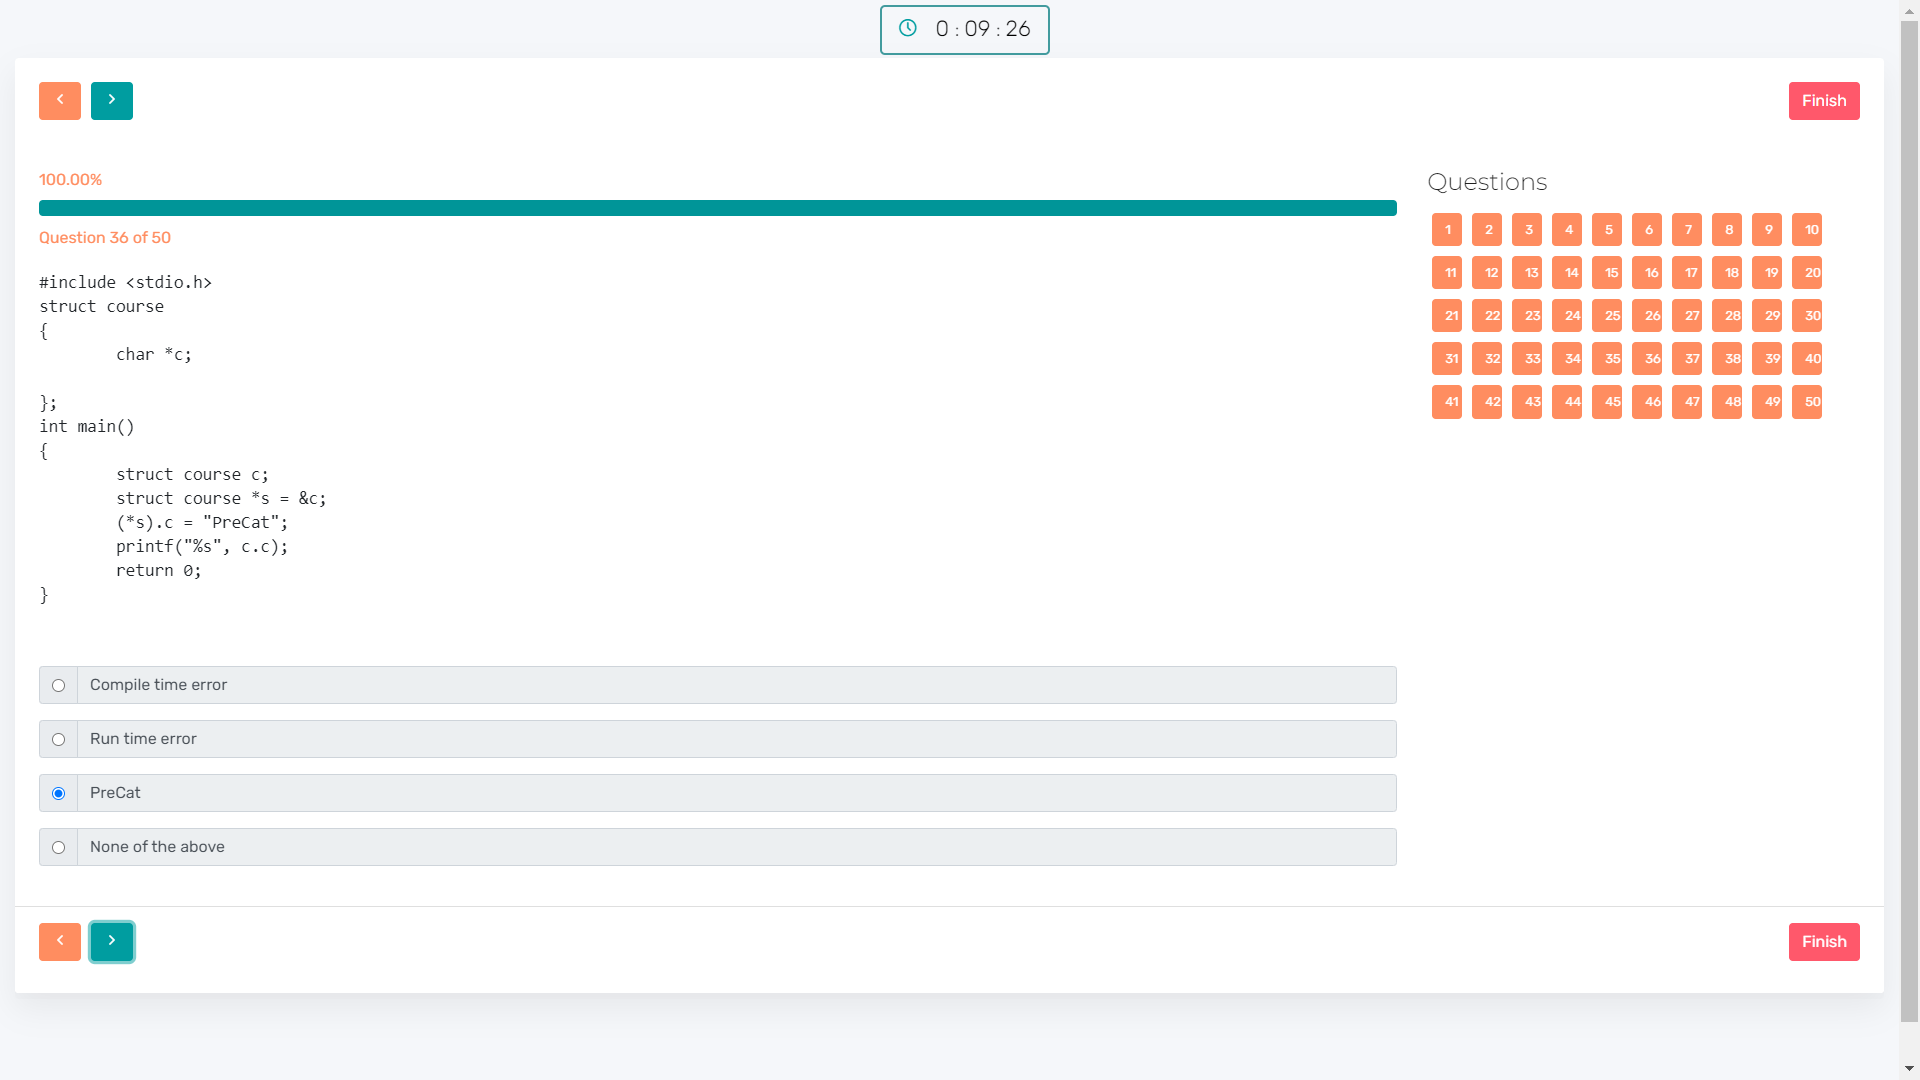 0 : 09 : 26
Finish
100.00%
Question 36 of 50
#include <stdio.h>
struct course
{
        char *c;

};
int main()
{
        struct course c;
        struct course *s = &c;
        (*s).c = "PreCat";
        printf("%s", c.c);
        return 0;
}
Compile time error
Run time error
PreCat
None of the above
Questions
1 2 3 4 5 6 7 8 9 10
11 12 13 14 15 16 17 18 19 20
21 22 23 24 25 26 27 28 29 30
31 32 33 34 35 36 37 38 39 40
41 42 43 44 45 46 47 48 49 50
Finish